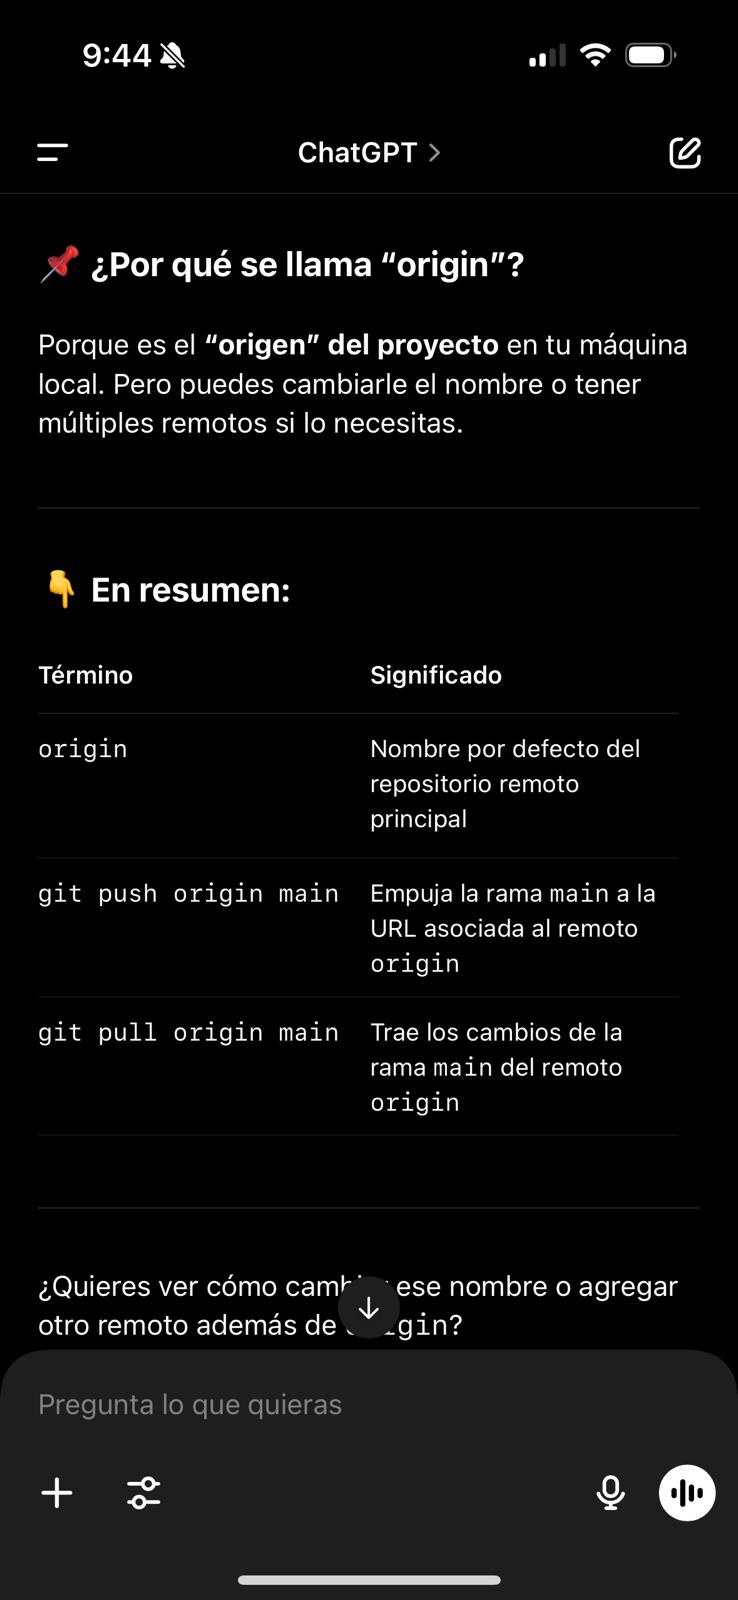 9:44
ChatGPT
📌 ¿Por qué se llama “origin”?
Porque es el “origen” del proyecto en tu máquina
local. Pero puedes cambiarle el nombre o tener
múltiples remotos si lo necesitas.
👇 En resumen:
Término Significado
origin Nombre por defecto del
repositorio remoto
principal
git push origin main Empuja la rama main a la
URL asociada al remoto
origin
git pull origin main Trae los cambios de la
rama main del remoto
origin
¿Quieres ver cómo ese nombre o agregar
otro remoto además de
Pregunta lo que quieras